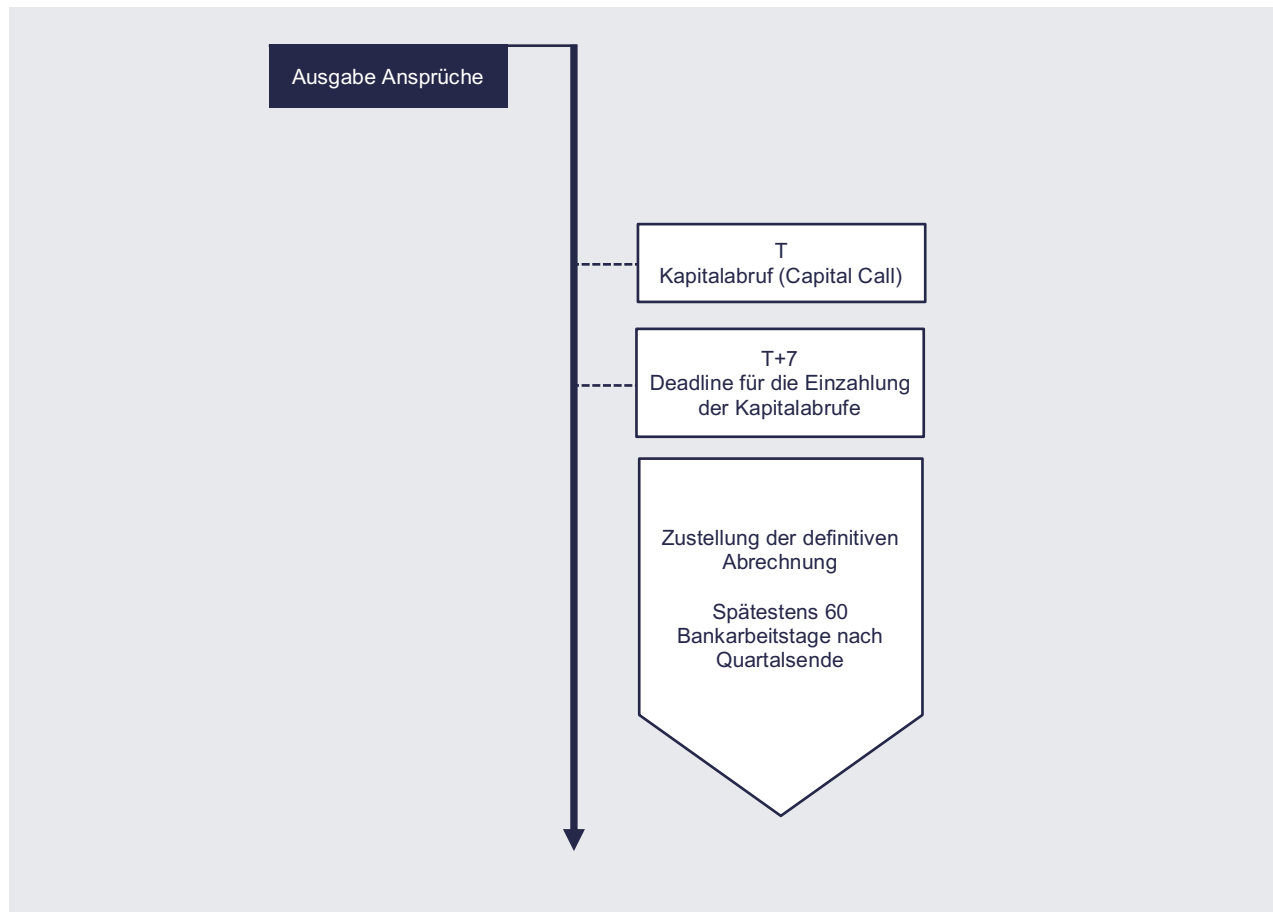 Ausgabe Ansprüche
T
Kapitalabruf (Capital Call)
T+7
Deadline für die Einzahlung
der Kapitalabrufe
Zustellung der definitiven
Abrechnung
Spätestens 60
Bankarbeitstage nach
Quartalsende